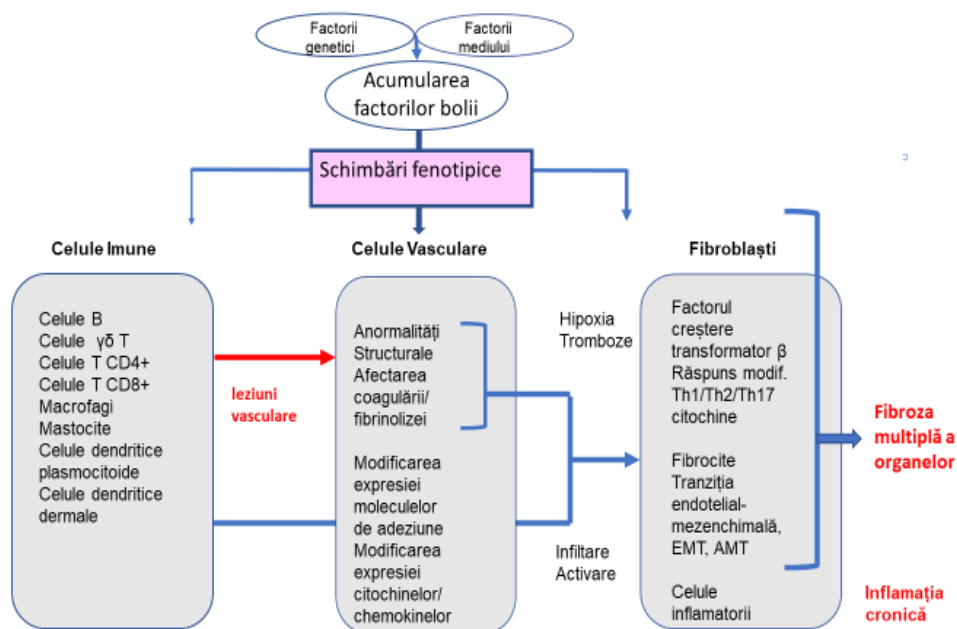 Factorii
genetici
Factorii
mediului
Acumularea
factorilor bolii
Schimbări fenotipice
Celule Imune
Celule B
Celule γδ T
Celule T CD4+
Celule T CD8+
Macrofagi
Mastocite
Celule dendritice
plasmocitoide
Celule dendritice
dermale
leziuni
vasculare
Celule Vasculare
Anormalități
Structurale
Afectarea
coagulării/
fibrinolizei
Modificarea
expresiei
moleculelor
de adeziune
Modificarea
expresiei
citochinelor/
chemokinelor
Hipoxia
Tromboze
Infiltare
Activare
Fibroblaști
Factorul
creștere
transformator β
Răspuns modif.
Th1/Th2/Th17
citochine
Fibrocite
Tranziția
endotelial-
mezenchimală,
EMT, AMT
Celule
inflamatorii
Fibroza
multiplă a
organelor
Inflamația
cronică